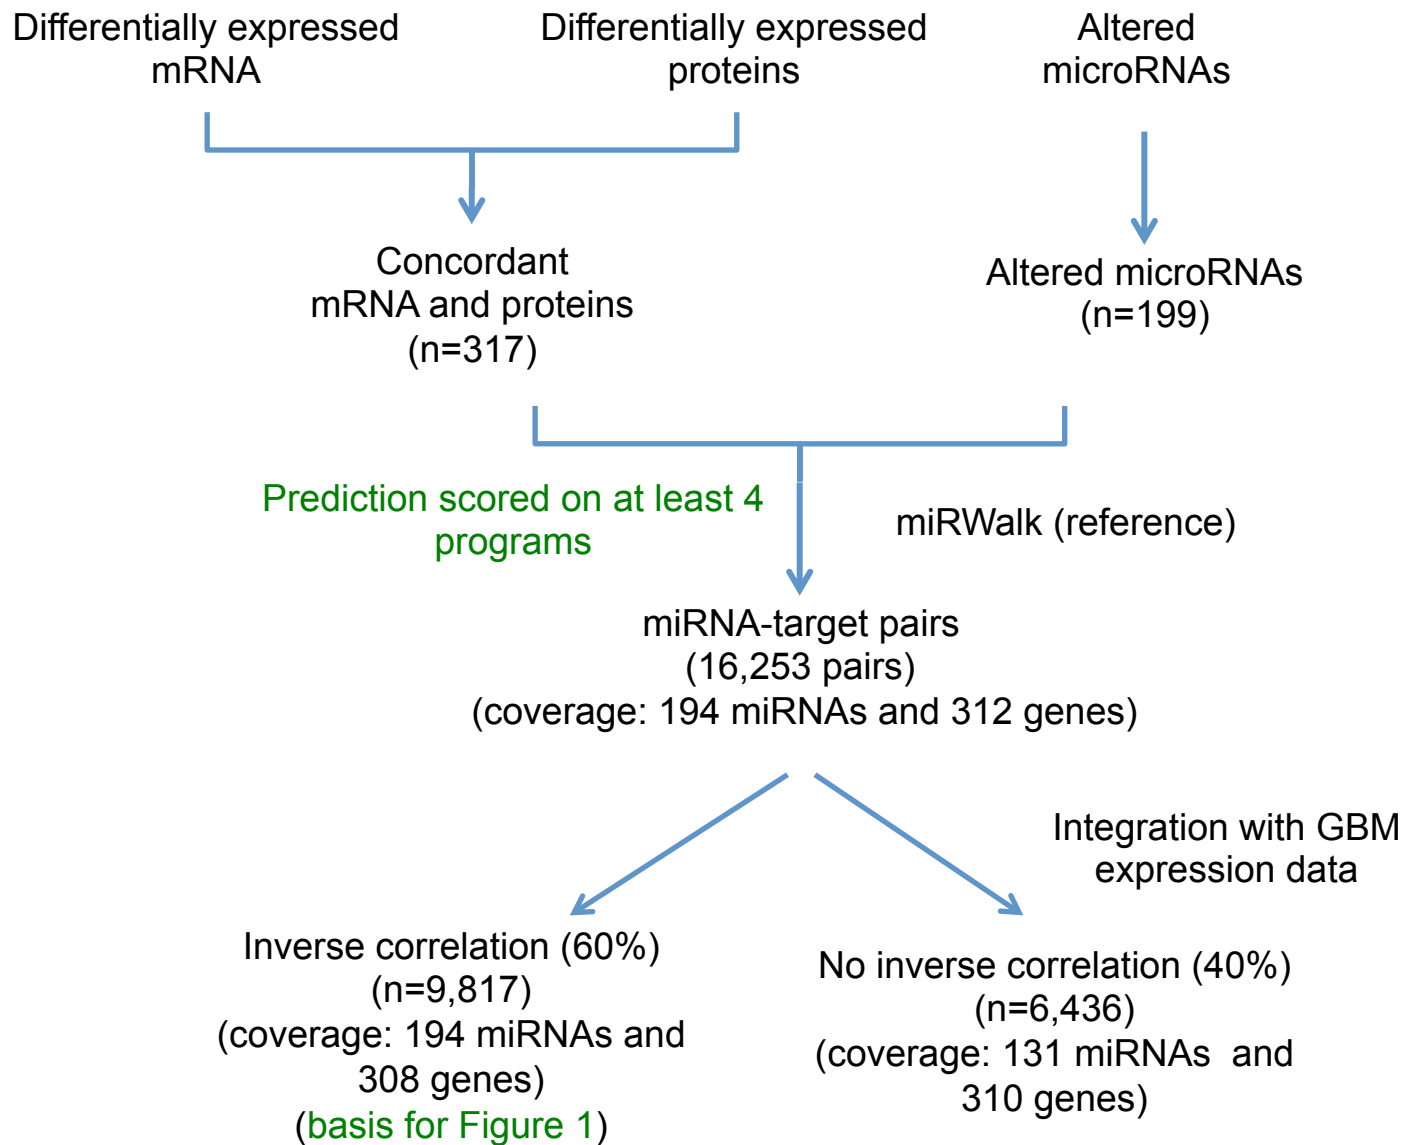 Differentially expressed
mRNA
Differentially expressed
proteins
Altered
microRNAs
Concordant
mRNA and proteins
(n=317)
Altered microRNAs
(n=199)
Prediction scored on at least 4
programs
miRWalk (reference)
miRNA-target pairs
(16,253 pairs)
(coverage: 194 miRNAs and 312 genes)
Integration with GBM
expression data
Inverse correlation (60%)
(n=9,817)
(coverage: 194 miRNAs and
308 genes)
(basis for Figure 1)
No inverse correlation (40%)
(n=6,436)
(coverage: 131 miRNAs  and
310 genes)